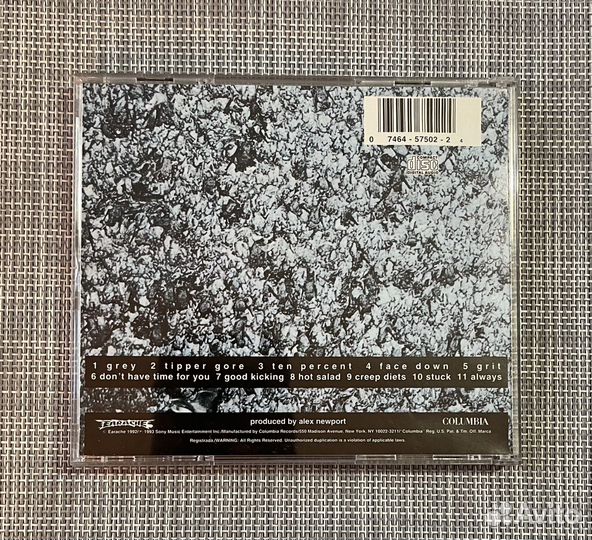 0 7464-57502-2 4
COMPACT
disc
DIGITAL AUDIO
1 grey 2 tipper gore 3 ten percent 4 face down 5 grit
6 don't have time for you 7 good kicking 8 hot salad 9 creep diets 10 stuck 11 always
EARACHE produced by alex newport COLUMBIA
© Earache 1992/℗ 1993 Sony Music Entertainment Inc./Manufactured by Columbia Records/550 Madison Avenue, New York, NY 10022-3211/"Columbia" Reg. U.S. Pat. & Tm. Off. Marca
Registrada/WARNING: All Rights Reserved. Unauthorized duplication is a violation of applicable laws.
Avito